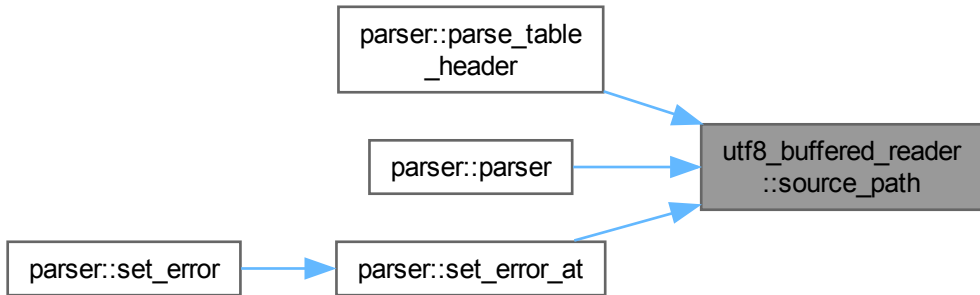 parser::parse_table
_header
utf8_buffered_reader
::source_path
parser::parser
parser::set_error
parser::set_error_at